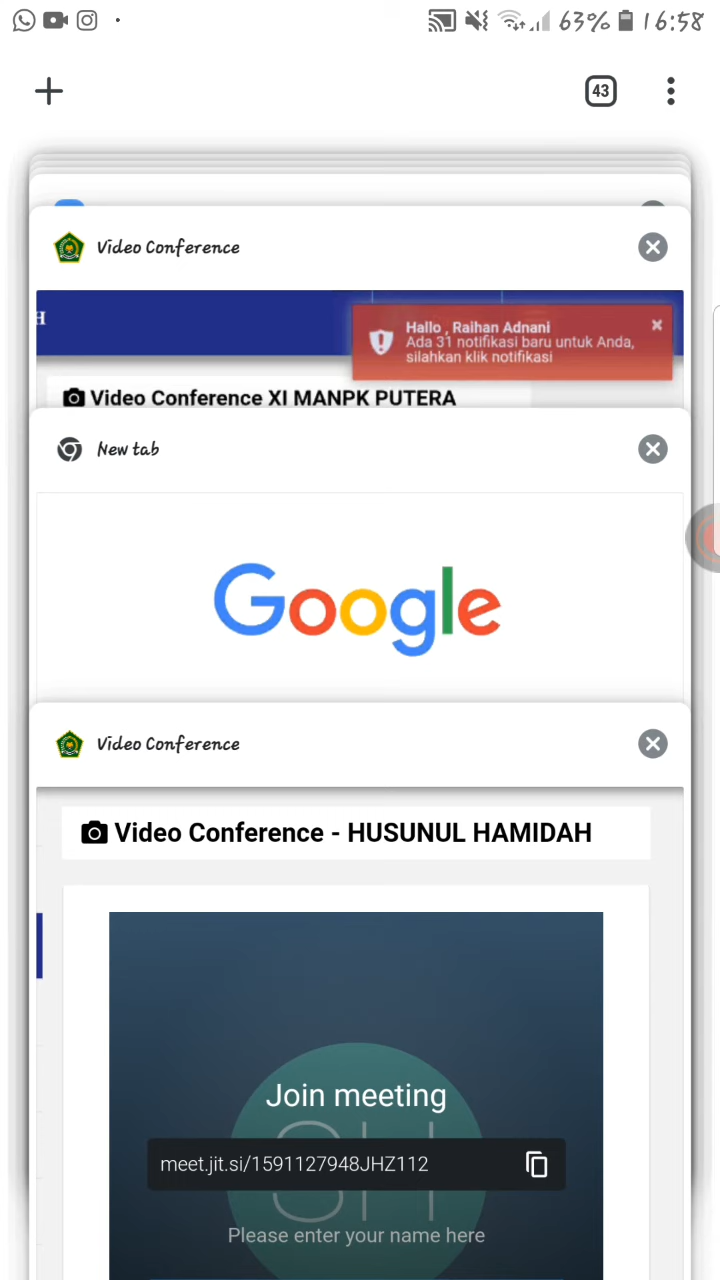 63% 16:58
43
Video Conference
H
Hallo , Raihan Adnani
Ada 31 notifikasi baru untuk Anda,
silahkan klik notifikasi
Video Conference XI MANPK PUTERA
New tab
Google
Video Conference
Video Conference - HUSUNUL HAMIDAH
SH
Join meeting
meet.jit.si/1591127948JHZ112
Please enter your name here